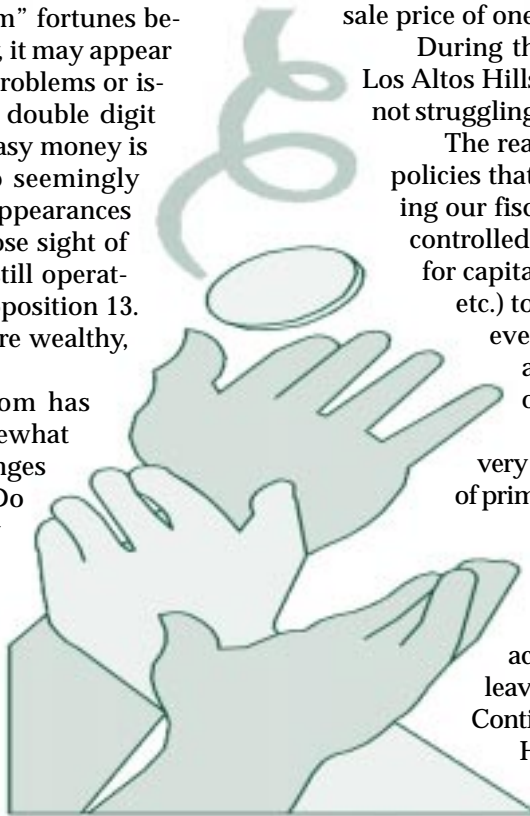 m” fortunes be-
, it may appear
roblems or is-
double digit
asy money is
seemingly
ppearances
ose sight of
till operat-
position 13.
re wealthy,
om has
ewhat
nges
Do
sale price of one
During th
Los Altos Hills
not struggling
The rea
policies that
ing our fisc
controlled
for capita
etc.) to
eve
a
very
of prim
ac
leav
Conti
H